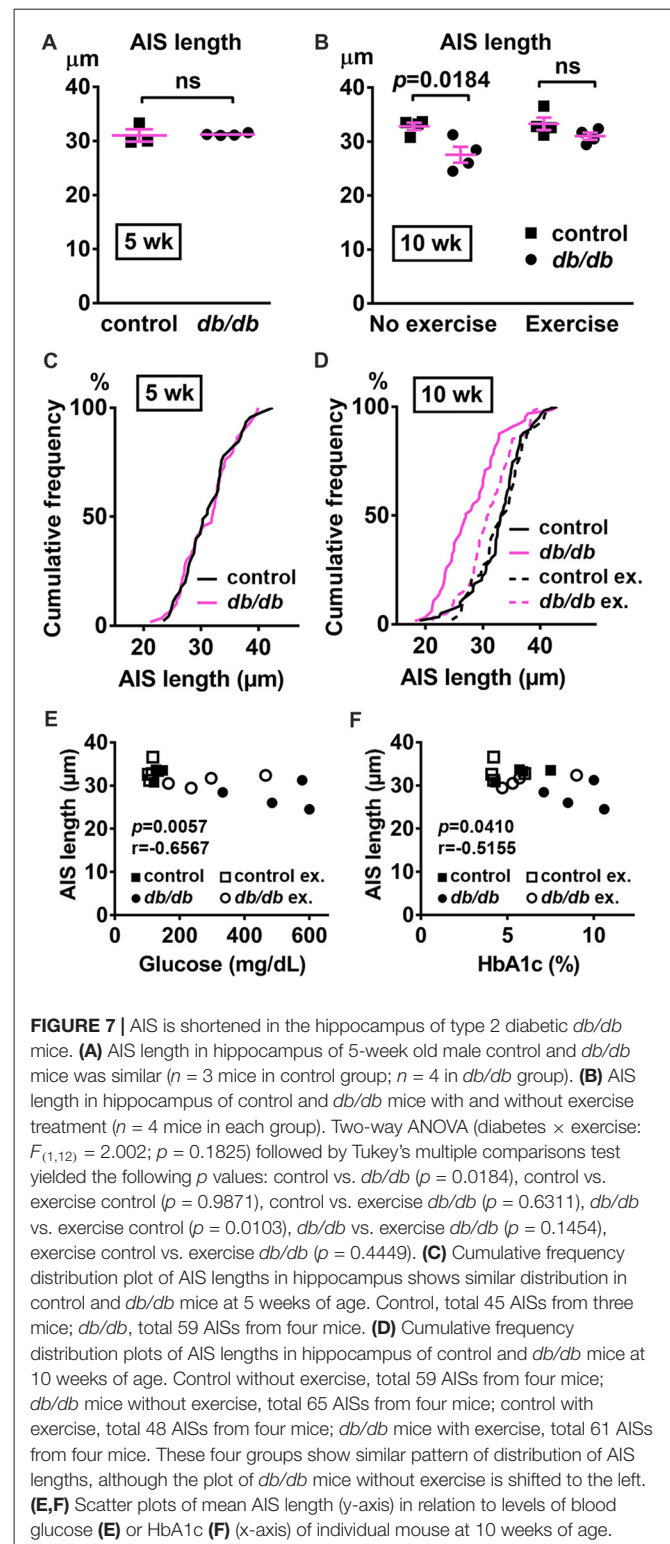 A AIS length
μm
ns
40
30
20
10
0
5 wk
control db/db
B AIS length
μm
p=0.0184 ns
40
30
20
10
0
10 wk
control
db/db
No exercise Exercise
C
%
5 wk
100
50
0
Cumulative frequency
control
db/db
20 30 40
AIS length (μm)
D
%
10 wk
100
50
0
Cumulative frequency
control
db/db
control ex.
db/db ex.
20 30 40
AIS length (μm)
E
40
30
20
10
0
AIS length (μm)
p=0.0057
r=-0.6567
control control ex.
db/db db/db ex.
0 200 400 600
Glucose (mg/dL)
F
40
30
20
10
0
AIS length (μm)
p=0.0410
r=-0.5155
control control ex.
db/db db/db ex.
0 5 10
HbA1c (%)
FIGURE 7 | AIS is shortened in the hippocampus of type 2 diabetic db/db
mice. (A) AIS length in hippocampus of 5-week old male control and db/db
mice was similar (n = 3 mice in control group; n = 4 in db/db group). (B) AIS
length in hippocampus of control and db/db mice with and without exercise
treatment (n = 4 mice in each group). Two-way ANOVA (diabetes × exercise:
F(1,12) = 2.002; p = 0.1825) followed by Tukey's multiple comparisons test
yielded the following p values: control vs. db/db (p = 0.0184), control vs.
exercise control (p = 0.9871), control vs. exercise db/db (p = 0.6311), db/db
vs. exercise control (p = 0.0103), db/db vs. exercise db/db (p = 0.1454),
exercise control vs. exercise db/db (p = 0.4449). (C) Cumulative frequency
distribution plot of AIS lengths in hippocampus shows similar distribution in
control and db/db mice at 5 weeks of age. Control, total 45 AISs from three
mice; db/db, total 59 AISs from four mice. (D) Cumulative frequency
distribution plots of AIS lengths in hippocampus of control and db/db mice at
10 weeks of age. Control without exercise, total 59 AISs from four mice;
db/db mice without exercise, total 65 AISs from four mice; control with
exercise, total 48 AISs from four mice; db/db mice with exercise, total 61 AISs
from four mice. These four groups show similar pattern of distribution of AIS
lengths, although the plot of db/db mice without exercise is shifted to the left.
(E,F) Scatter plots of mean AIS length (y-axis) in relation to levels of blood
glucose (E) or HbA1c (F) (x-axis) of individual mouse at 10 weeks of age.